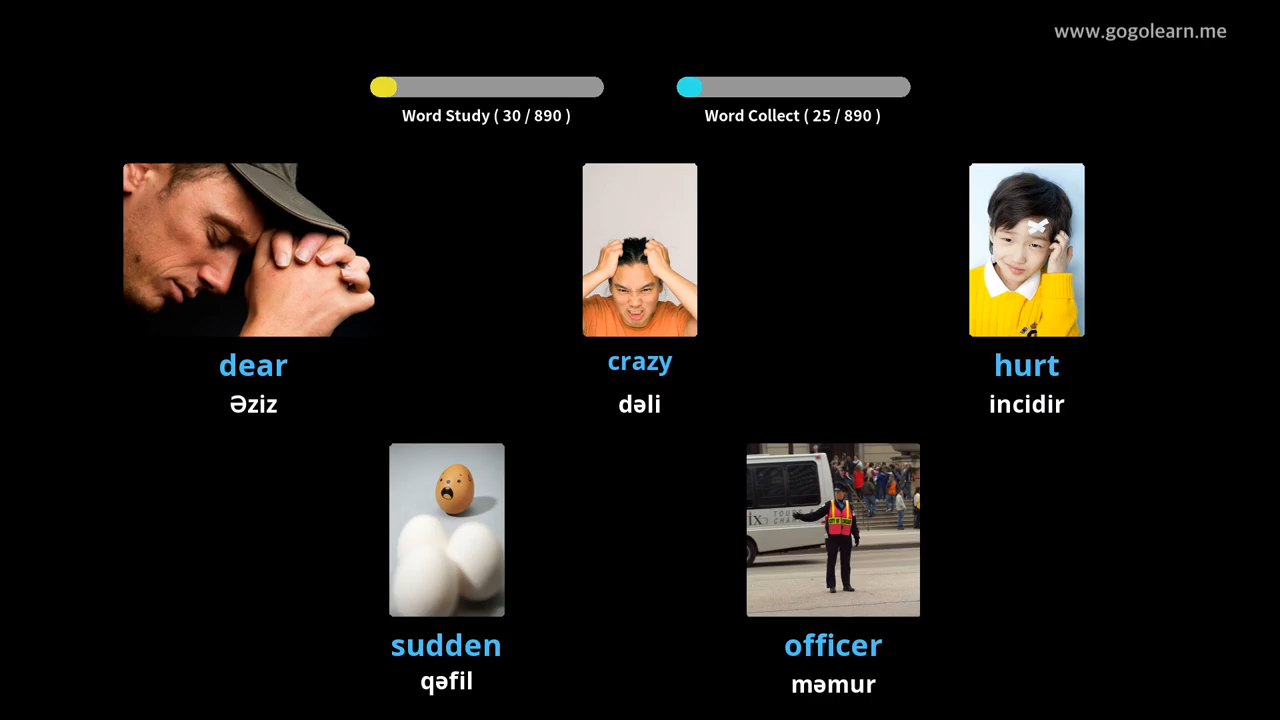 www.gogolearn.me
Word Study ( 30 / 890 )
Word Collect ( 25 / 890 )
dear
crazy
hurt
Əziz
dəli
incidir
sudden
officer
qəfil
məmur